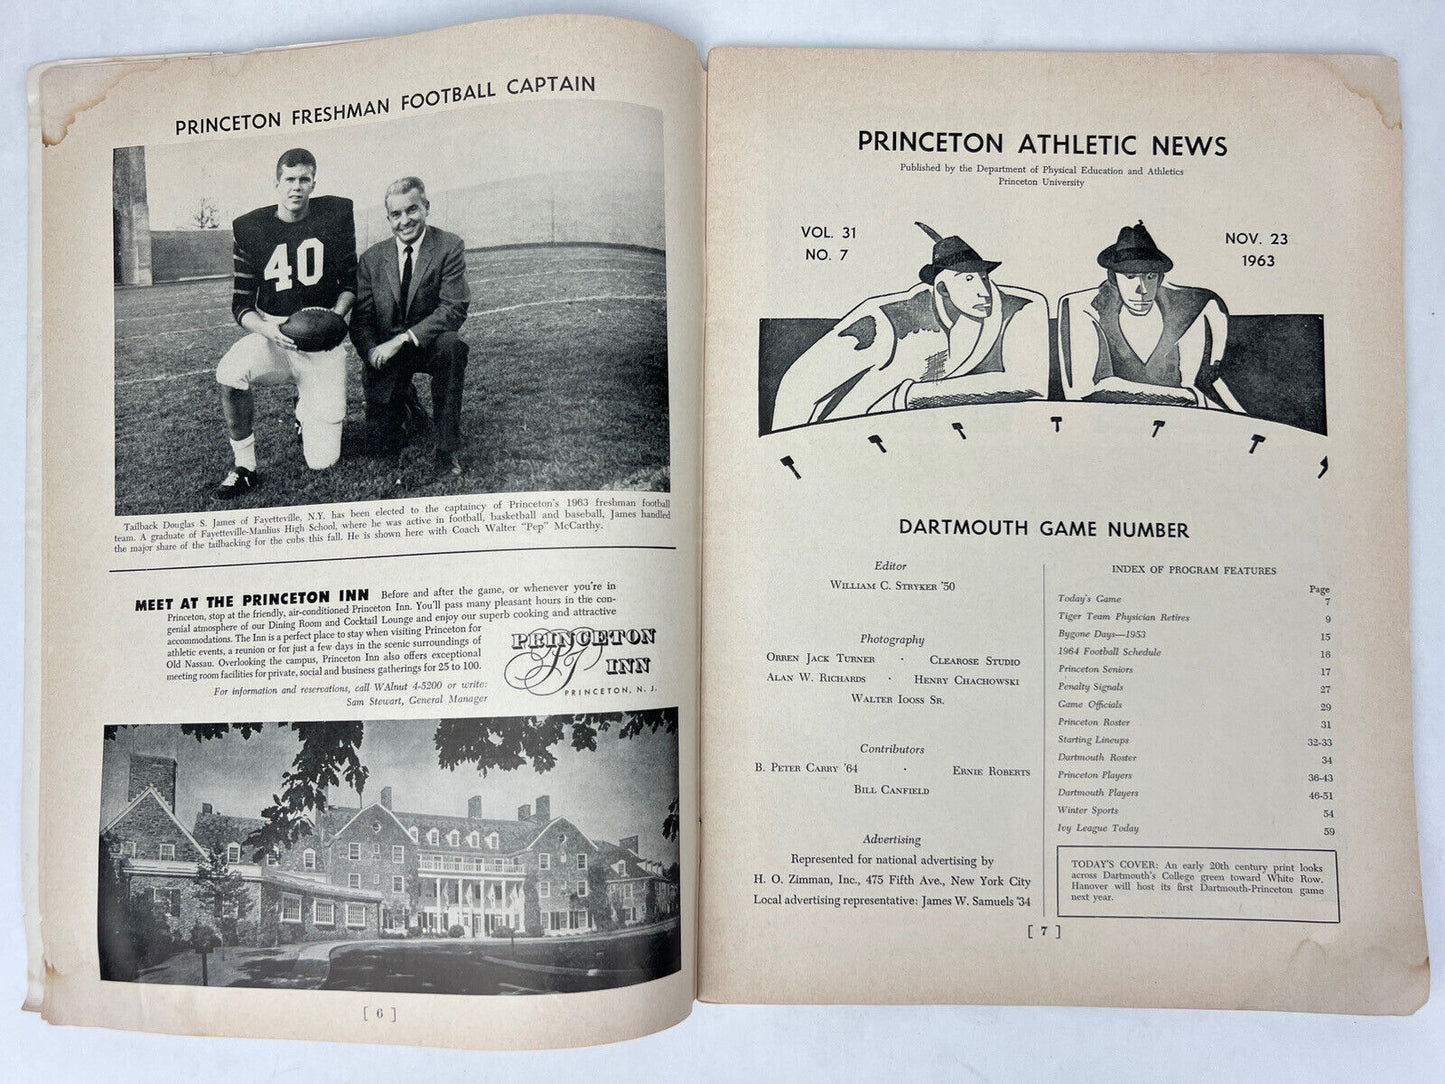 PRINCETON FRESHMAN FOOTBALL CAPTAIN
40
Tailback Douglas S. James of Fayetteville, N.Y. has been elected to the captaincy of Princeton's 1963 freshman football
team. A graduate of Fayetteville-Manlius High School, where he was active in football, basketball and baseball, James handled
the major share of the tailbacking for the cubs this fall. He is shown here with Coach Walter "Pep" McCarthy.
MEET AT THE PRINCETON INN Before and after the game, or whenever you're in
Princeton, stop at the friendly, air-conditioned Princeton Inn. You'll pass many pleasant hours in the con-
genial atmosphere of our Dining Room and Cocktail Lounge and enjoy our superb cooking and attractive
accommodations. The Inn is a perfect place to stay when visiting Princeton for
athletic events, a reunion or for just a few days in the scenic surroundings of
Old Nassau. Overlooking the campus, Princeton Inn also offers exceptional
meeting room facilities for private, social and business gatherings for 25 to 100.
For information and reservations, call WAlnut 4-5200 or write:
Sam Stewart, General Manager
PRINCETON
PI
INN
PRINCETON, N. J.
[ 6 ]
PRINCETON ATHLETIC NEWS
Published by the Department of Physical Education and Athletics
Princeton University
VOL. 31
NO. 7
NOV. 23
1963
DARTMOUTH GAME NUMBER
Editor
WILLIAM C. STRYKER '50
Photography
ORREN JACK TURNER · CLEAROSE STUDIO
ALAN W. RICHARDS · HENRY CHACHOWSKI
WALTER IOOSS SR.
Contributors
B. PETER CARRY '64 · ERNIE ROBERTS
BILL CANFIELD
Advertising
Represented for national advertising by
H. O. Zimman, Inc., 475 Fifth Ave., New York City
Local advertising representative: James W. Samuels '34
INDEX OF PROGRAM FEATURES
Page
Today's Game 7
Tiger Team Physician Retires 9
Bygone Days—1953 15
1964 Football Schedule 16
Princeton Seniors 17
Penalty Signals 27
Game Officials 29
Princeton Roster 31
Starting Lineups 32-33
Dartmouth Roster 34
Princeton Players 36-43
Dartmouth Players 46-51
Winter Sports 54
Ivy League Today 59
TODAY'S COVER: An early 20th century print looks
across Dartmouth's College green toward White Row.
Hanover will host its first Dartmouth-Princeton game
next year.
[ 7 ]